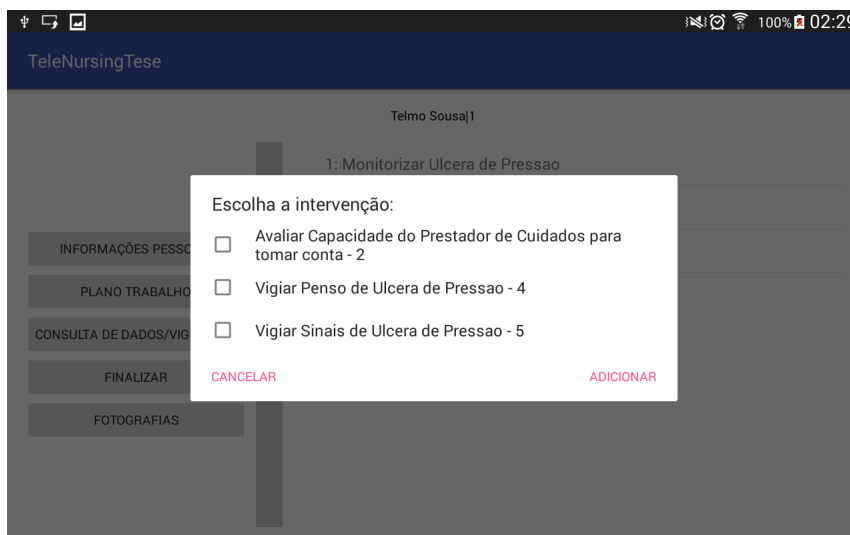 100% 02:29
TeleNursingTese
Telmo Sousa|1
1: Monitorizar Ulcera de Pressao
Escolha a intervenção:
Avaliar Capacidade do Prestador de Cuidados para
tomar conta - 2
Vigiar Penso de Ulcera de Pressao - 4
Vigiar Sinais de Ulcera de Pressao - 5
CANCELAR
ADICIONAR
INFORMAÇÕES PESSO
PLANO TRABALHO
CONSULTA DE DADOS/VIG
FINALIZAR
FOTOGRAFIAS